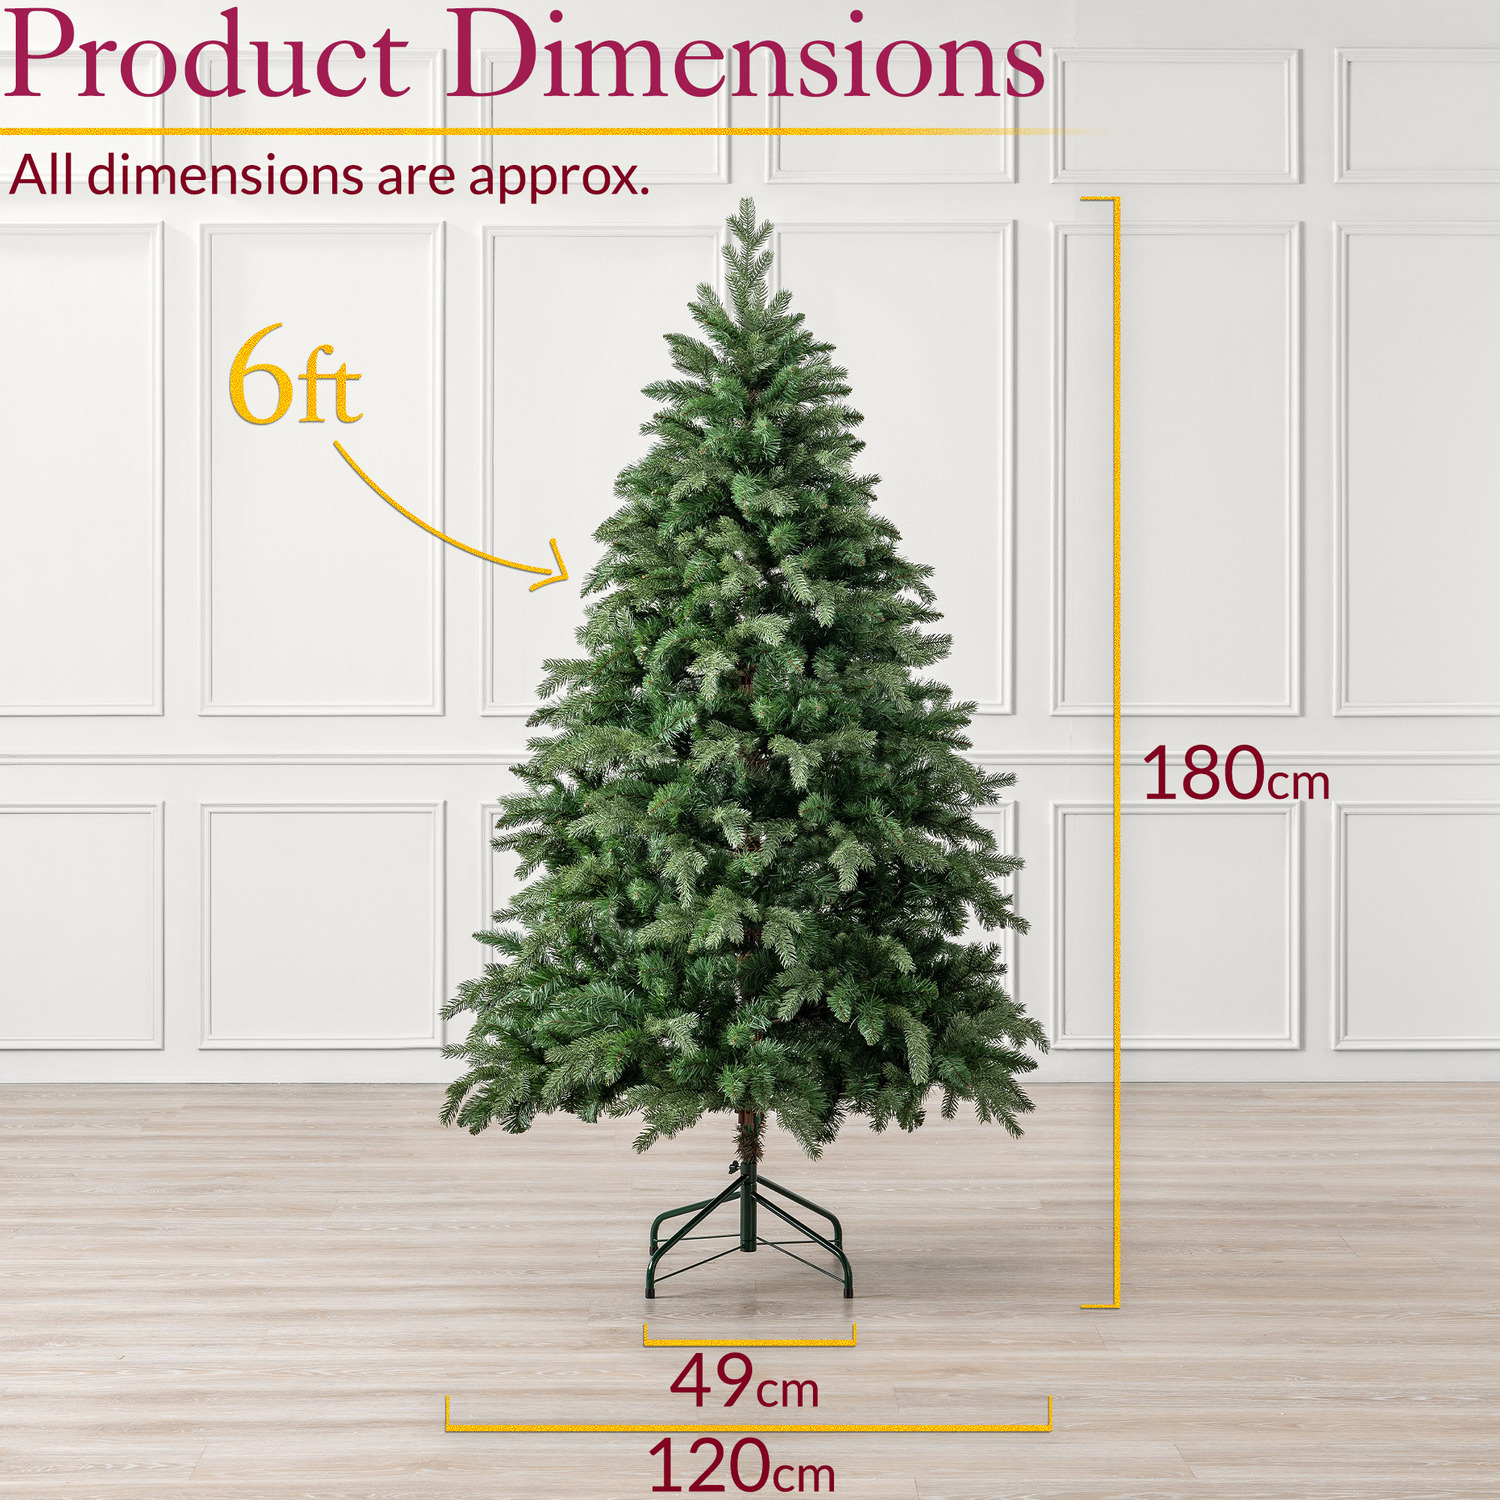 Product Dimensions
All dimensions are approx.
6ft
180cm
49cm
120cm